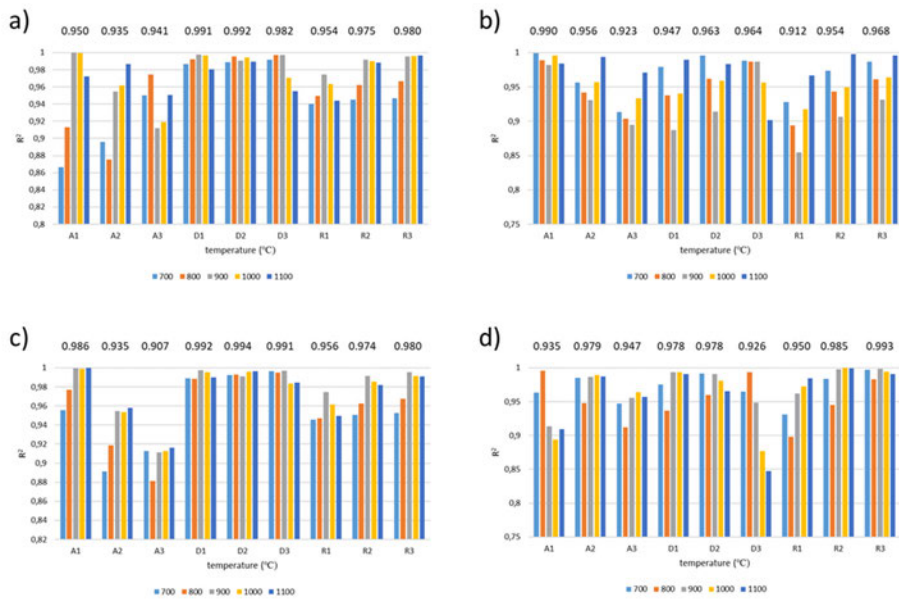 a)
0.950 0.935 0.941 0.991 0.992 0.982 0.954 0.975 0.980
1
0,98
0,96
0,94
0,92
0,9
0,88
0,86
0,84
0,82
0,8
R²
A1 A2 A3 D1 D2 D3 R1 R2 R3
temperature (°C)
700 800 900 1000 1100
b)
0.990 0.956 0.923 0.947 0.963 0.964 0.912 0.954 0.968
1
0,95
0,9
0,85
0,8
0,75
R²
A1 A2 A3 D1 D2 D3 R1 R2 R3
temperature (°C)
700 800 900 1000 1100
c)
0.986 0.935 0.907 0.992 0.994 0.991 0.956 0.974 0.980
1
0,98
0,96
0,94
0,92
0,9
0,88
0,86
0,84
0,82
R²
A1 A2 A3 D1 D2 D3 R1 R2 R3
temperature (°C)
700 800 900 1000 1100
d)
0.935 0.979 0.947 0.978 0.978 0.926 0.950 0.985 0.993
1
0,95
0,9
0,85
0,8
0,75
R²
A1 A2 A3 D1 D2 D3 R1 R2 R3
temperature (°C)
700 800 900 1000 1100